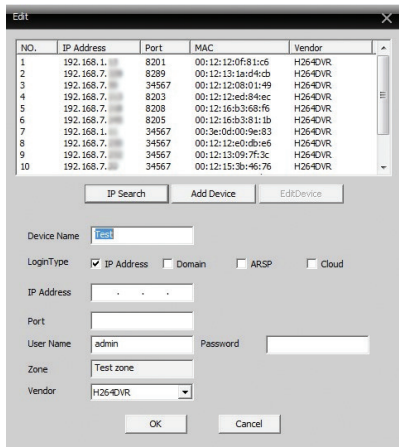 Edit
NO. IP Address Port MAC Vendor
1 192.168.1. 8201 00:12:12:0f:81:c6 H264DVR
2 192.168.7. 8289 00:12:13:1a:d4:cb H264DVR
3 192.168.7. 34567 00:12:12:08:01:49 H264DVR
4 192.168.7. 8203 00:12:12:ed:84:ec H264DVR
5 192.168.7. 8208 00:12:16:b3:68:f6 H264DVR
6 192.168.7. 8205 00:12:16:b3:81:1b H264DVR
7 192.168.1. 34567 00:3e:0d:00:9e:83 H264DVR
8 192.168.7. 34567 00:12:12:e0:db:e6 H264DVR
9 192.168.7. 34567 00:12:13:09:7f:3c H264DVR
10 192.168.7. 34567 00:12:15:3b:46:76 H264DVR
IP Search Add Device EditDevice
Device Name Test
LoginType IP Address Domain ARSP Cloud
IP Address . . .
Port
User Name admin Password
Zone Test zone
Vendor H264DVR
OK Cancel